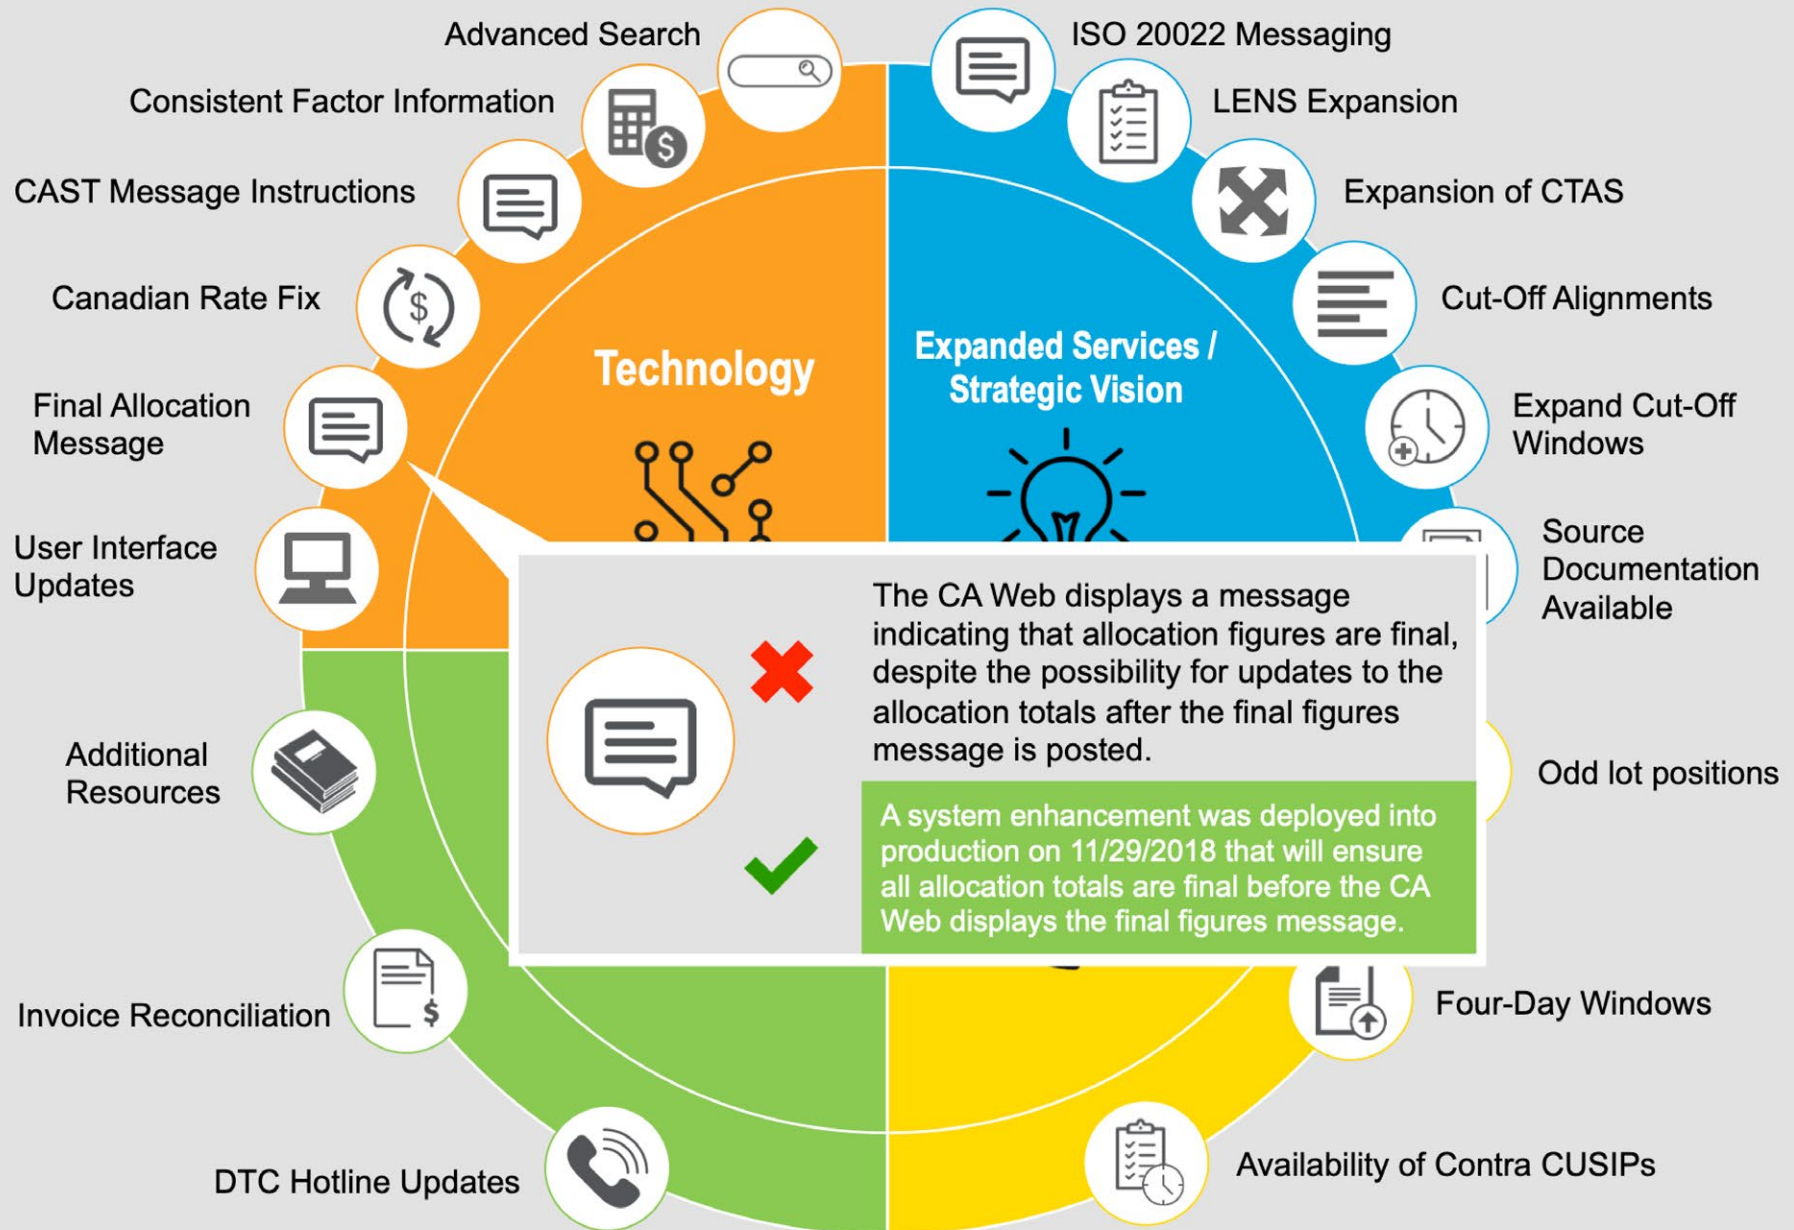 Advanced Search
Consistent Factor Information
CAST Message Instructions
Canadian Rate Fix
Final Allocation
Message
User Interface
Updates
Additional
Resources
Invoice Reconciliation
DTC Hotline Updates
Technology
Expanded Services /
Strategic Vision
ISO 20022 Messaging
LENS Expansion
Expansion of CTAS
Cut-Off Alignments
Expand Cut-Off
Windows
Source
Documentation
Available
Odd lot positions
Four-Day Windows
Availability of Contra CUSIPs
The CA Web displays a message
indicating that allocation figures are final,
despite the possibility for updates to the
allocation totals after the final figures
message is posted.
A system enhancement was deployed into
production on 11/29/2018 that will ensure
all allocation totals are final before the CA
Web displays the final figures message.